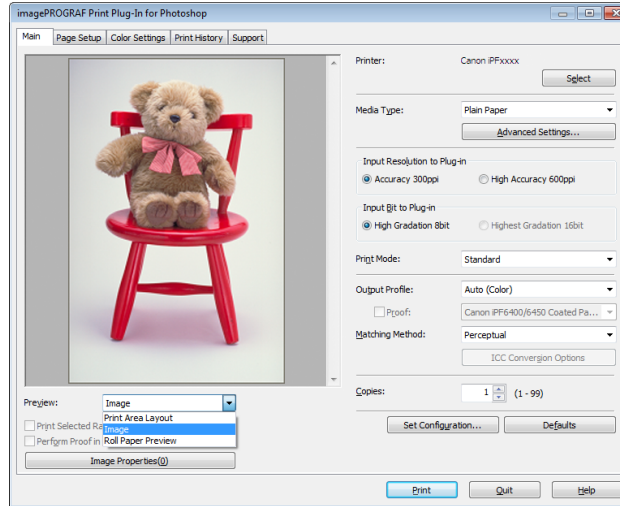 imagePROGRAF Print Plug-In for Photoshop
Main Page Setup Color Settings Print History Support
Printer: Canon iPFxxxx
Select
Media Type: Plain Paper
Advanced Settings...
Input Resolution to Plug-in
Accuracy 300ppi High Accuracy 600ppi
Input Bit to Plug-in
High Gradation 8bit Highest Gradation 16bit
Print Mode: Standard
Output Profile: Auto (Color)
Proof: Canon iPF6400/6450 Coated Pa...
Matching Method: Perceptual
ICC Conversion Options
Copies: 1 (1 - 99)
Set Configuration... Defaults
Preview: Image
Print Area Layout
Print Selected Ra
Image
Perform Proof in
Roll Paper Preview
Image Properties(O)
Print Quit Help